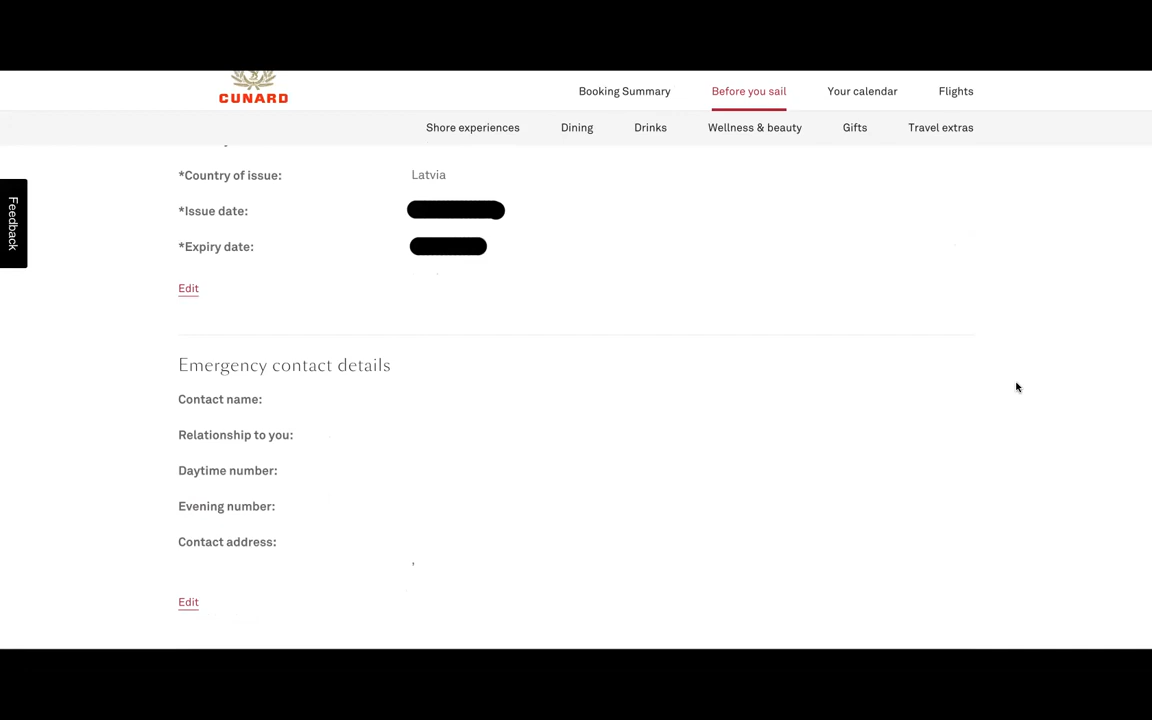 CUNARD
Booking Summary
Before you sail
Your calendar
Flights
Shore experiences
Dining
Drinks
Wellness & beauty
Gifts
Travel extras
Feedback
*Country of issue: Latvia
*Issue date:
*Expiry date:
Edit
Emergency contact details
Contact name:
Relationship to you:
Daytime number:
Evening number:
Contact address:
Edit